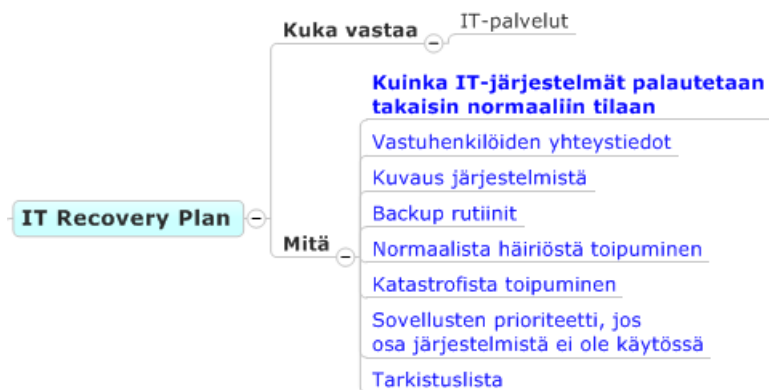 IT Recovery Plan
Kuka vastaa
IT-palvelut
Mitä
Kuinka IT-järjestelmät palautetaan
takaisin normaaliin tilaan
Vastuhenkilöiden yhteystiedot
Kuvaus järjestelmistä
Backup rutiinit
Normaalista häiriöstä toipuminen
Katastrofista toipuminen
Sovellusten prioriteetti, jos
osa järjestelmistä ei ole käytössä
Tarkistuslista